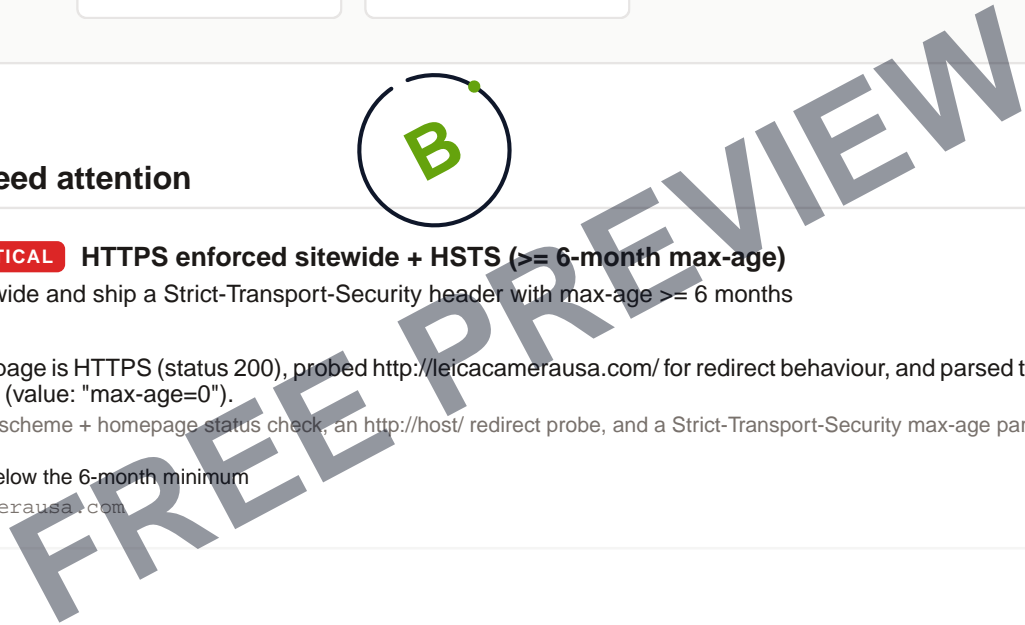 B
eed attention
TICAL HTTPS enforced sitewide + HSTS (>= 6-month max-age)
wide and ship a Strict-Transport-Security header with max-age >= 6 months
page is HTTPS (status 200), probed http://leicacamerausa.com/ for redirect behaviour, and parsed t
(value: "max-age=0").
scheme + homepage status check, an http://host/ redirect probe, and a Strict-Transport-Security max-age par
elow the 6-month minimum
erausa.com
FREE PREVIEW